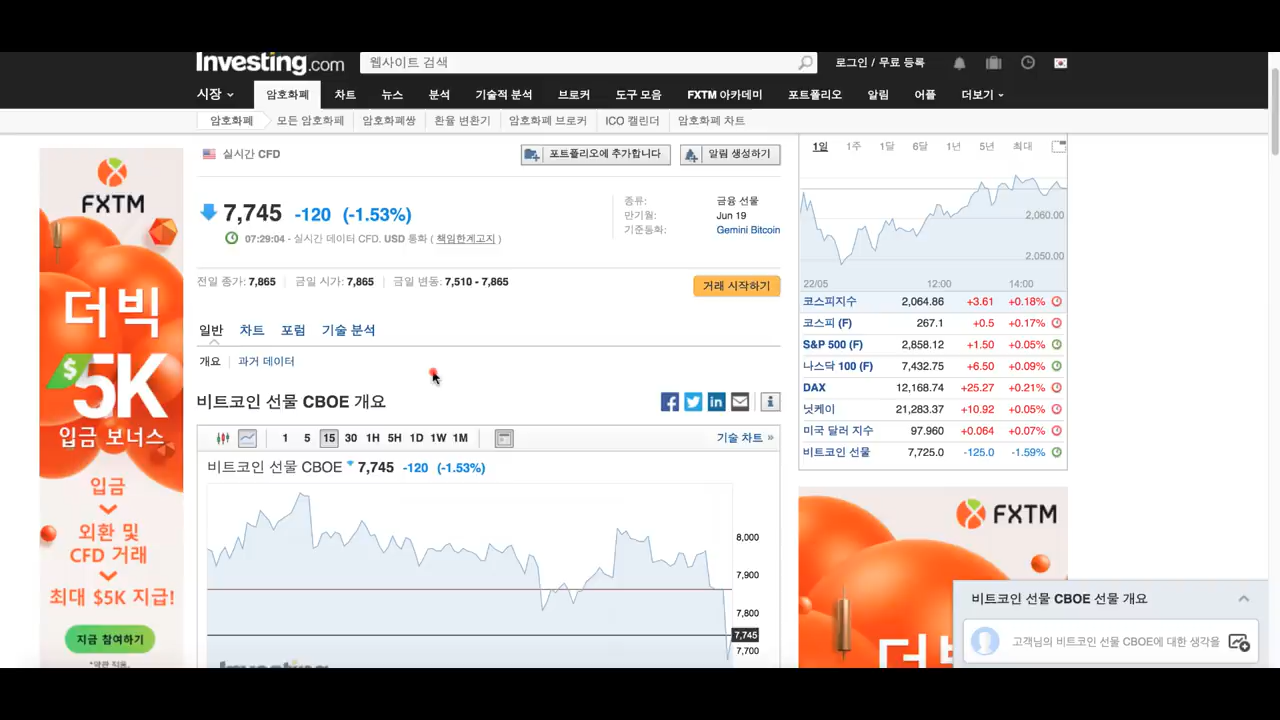 Investing.com
웹사이트 검색
로그인 / 무료 등록
시장
암호화폐
차트
뉴스
분석
기술적 분석
브로커
도구 모음
FXTM 아카데미
포트폴리오
알림
어플
더보기
암호화폐
모든 암호화폐
암호화폐쌍
환율 변환기
암호화폐 브로커
ICO 캘린더
암호화폐 차트
실시간 CFD
포트폴리오에 추가합니다
알림 생성하기
7,745 -120 (-1.53%)
07:29:04 - 실시간 데이터 CFD. USD 통화 ( 책임한계고지 )
종류: 금융 선물
만기월: Jun 19
기준통화: Gemini Bitcoin
전일 종가: 7,865
금일 시가: 7,865
금일 변동: 7,510 - 7,865
거래 시작하기
일반
차트
포럼
기술 분석
개요
과거 데이터
비트코인 선물 CBOE 개요
1 5 15 30 1H 5H 1D 1W 1M
기술 차트 »
비트코인 선물 CBOE 7,745 -120 (-1.53%)
8,000
7,900
7,800
7,745
7,700
Investing
FXTM
더빅
$5K
입금 보너스
입금
외환 및
CFD 거래
최대 $5K 지급!
지금 참여하기
*약관 적용.
1일 1주 1달 6달 1년 5년 최대
2,060.00
2,050.00
22/05 12:00 14:00
코스피지수 2,064.86 +3.61 +0.18%
코스피 (F) 267.1 +0.5 +0.17%
S&P 500 (F) 2,858.12 +1.50 +0.05%
나스닥 100 (F) 7,432.75 +6.50 +0.09%
DAX 12,168.74 +25.27 +0.21%
닛케이 21,283.37 +10.92 +0.05%
미국 달러 지수 97.960 +0.064 +0.07%
비트코인 선물 7,725.0 -125.0 -1.59%
FXTM
더
비트코인 선물 CBOE 선물 개요
고객님의 비트코인 선물 CBOE에 대한 생각을